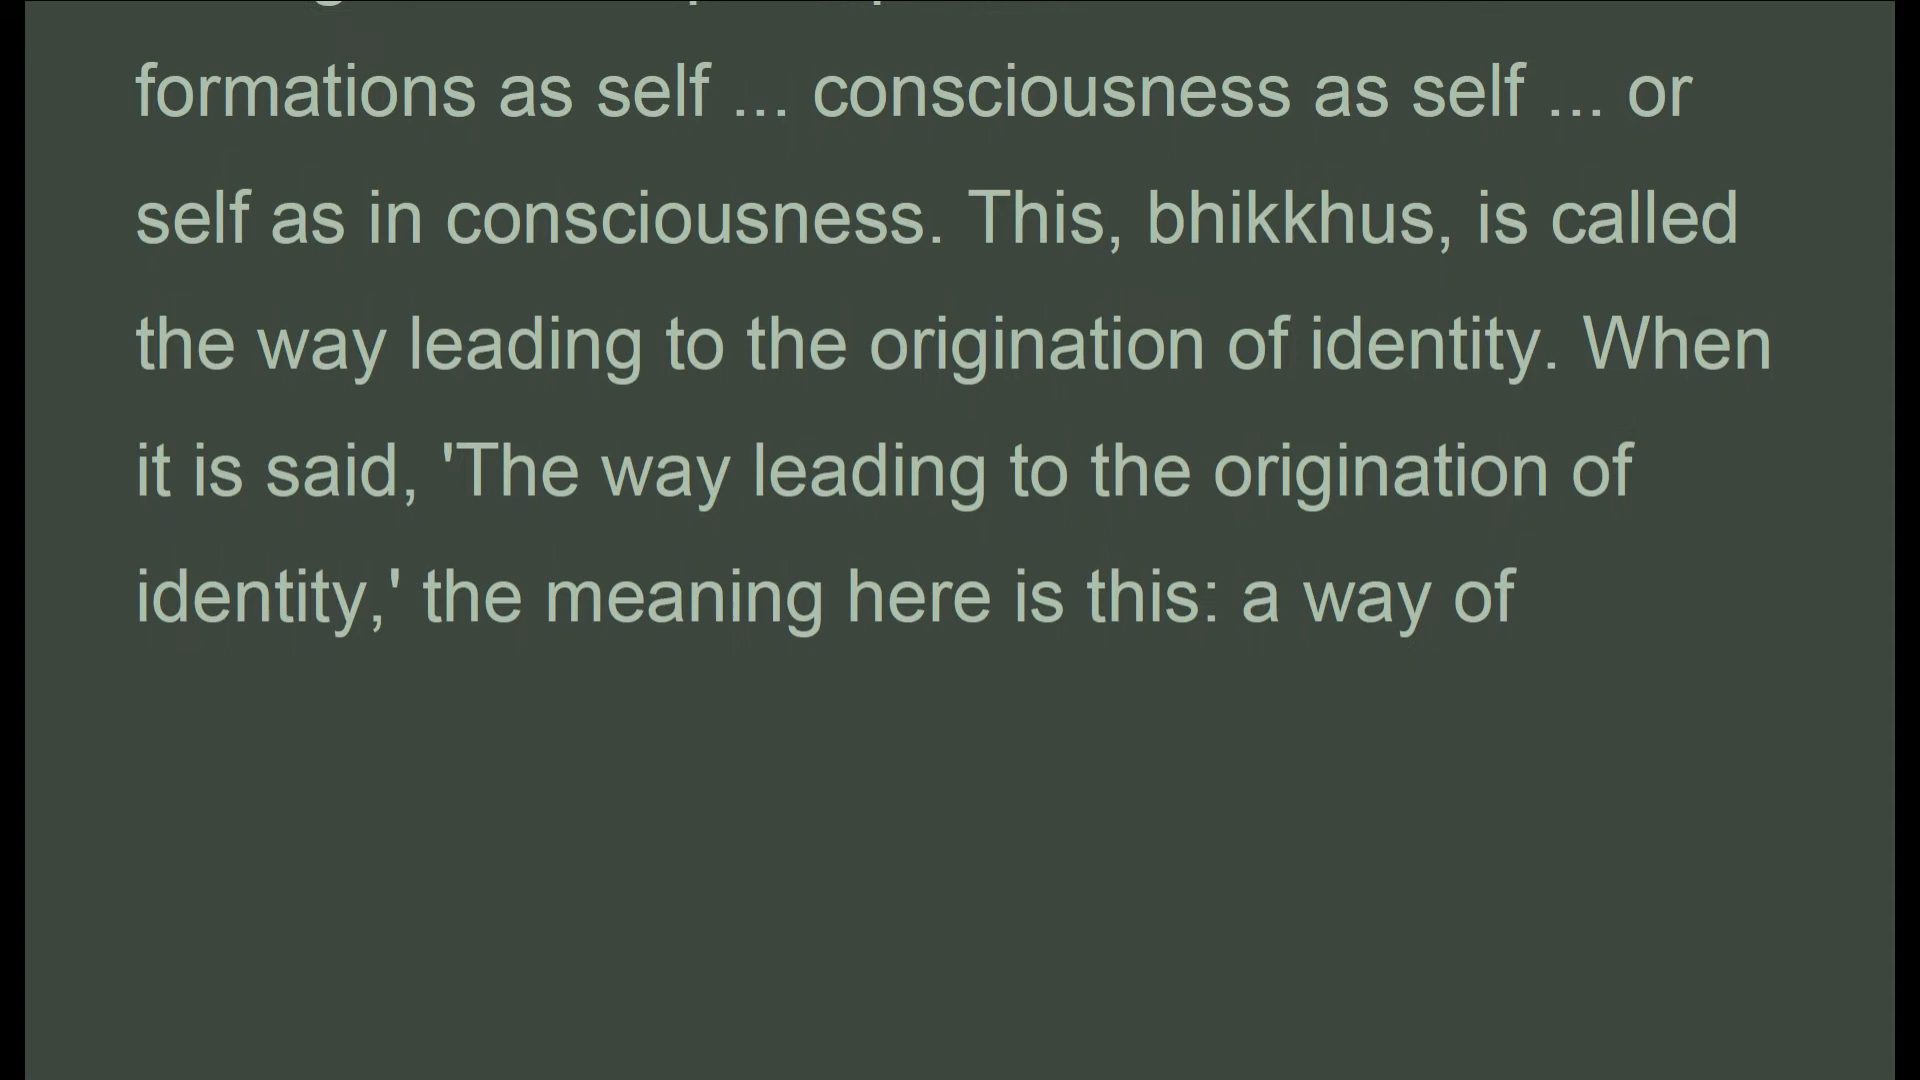 formations as self ... consciousness as self ... or
self as in consciousness. This, bhikkhus, is called
the way leading to the origination of identity. When
it is said, 'The way leading to the origination of
identity,' the meaning here is this: a way of